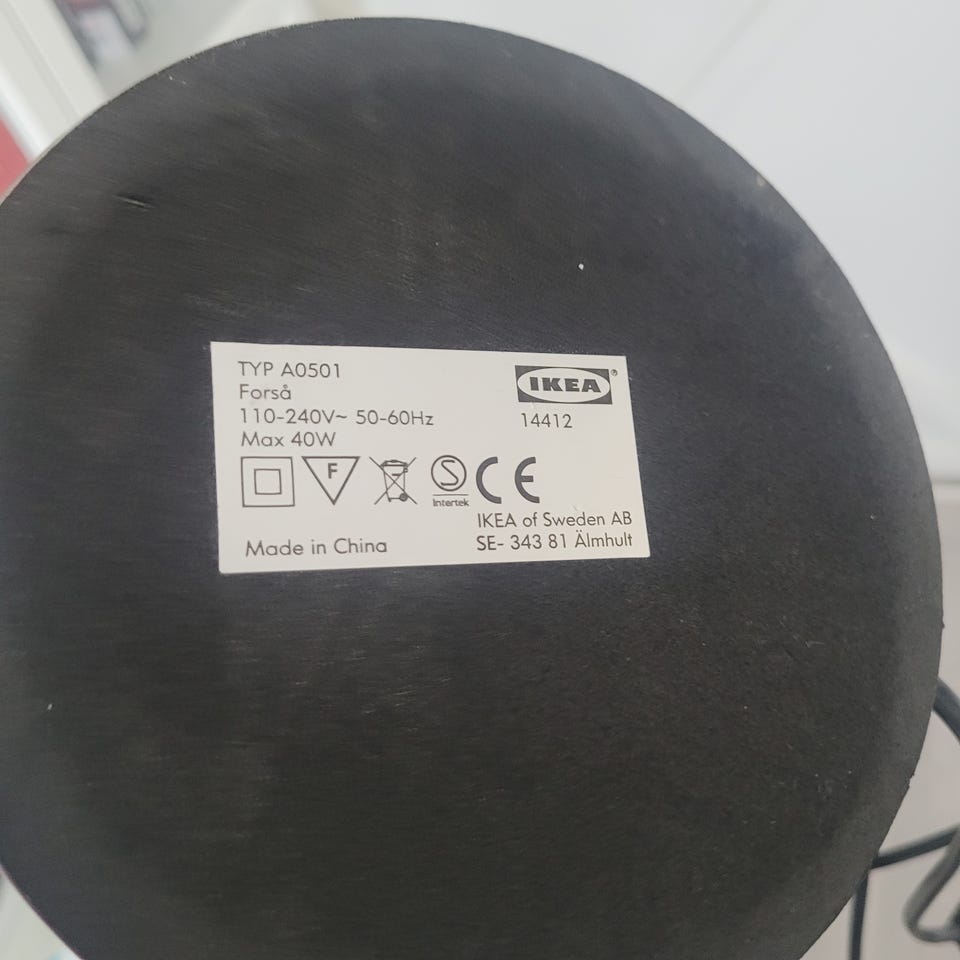 TYP A0501
Forså
110-240V~ 50-60Hz
Max 40W
IKEA®
14412
F
S
Intertek
CE
IKEA of Sweden AB
SE- 343 81 Älmhult
Made in China